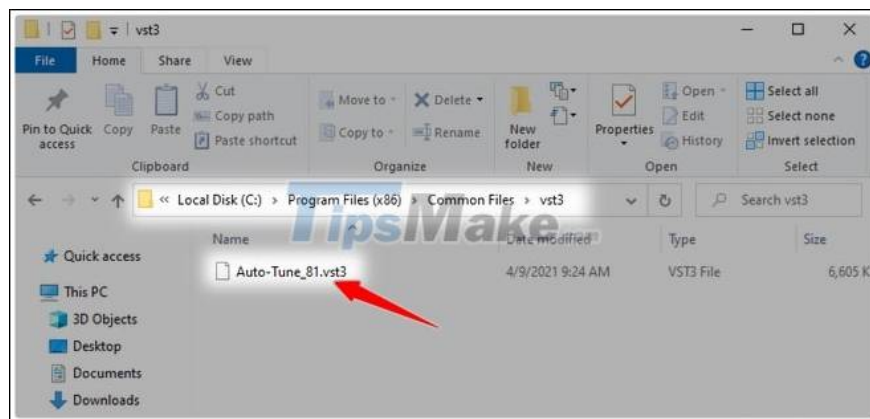 vst3
File Home Share View
Pin to Quick access
Copy
Paste
Cut
Copy path
Paste shortcut
Clipboard
Move to
Copy to
Delete
Rename
Organize
New folder
New
Properties
Open
Edit
History
Open
Select all
Select none
Invert selection
Select
« Local Disk (C:) › Program Files (x86) › Common Files › vst3
Search vst3
TipsMake.com
Name Date modified Type Size
Auto-Tune_81.vst3 4/9/2021 9:24 AM VST3 File 6,605 K
Quick access
This PC
3D Objects
Desktop
Documents
Downloads